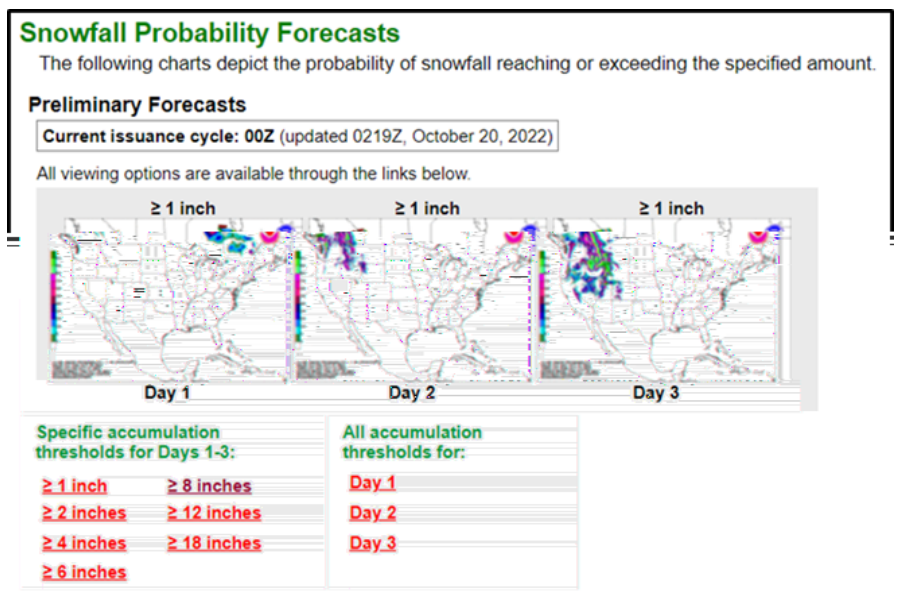 Snowfall Probability Forecasts
The following charts depict the probability of snowfall reaching or exceeding the specified amount.
Preliminary Forecasts
Current issuance cycle: 00Z (updated 0219Z, October 20, 2022)
All viewing options are available through the links below.
≥ 1 inch ≥ 1 inch ≥ 1 inch
Day 1 Day 2 Day 3
Specific accumulation
thresholds for Days 1-3:
≥ 1 inch ≥ 8 inches
≥ 2 inches ≥ 12 inches
≥ 4 inches ≥ 18 inches
≥ 6 inches
All accumulation
thresholds for:
Day 1
Day 2
Day 3